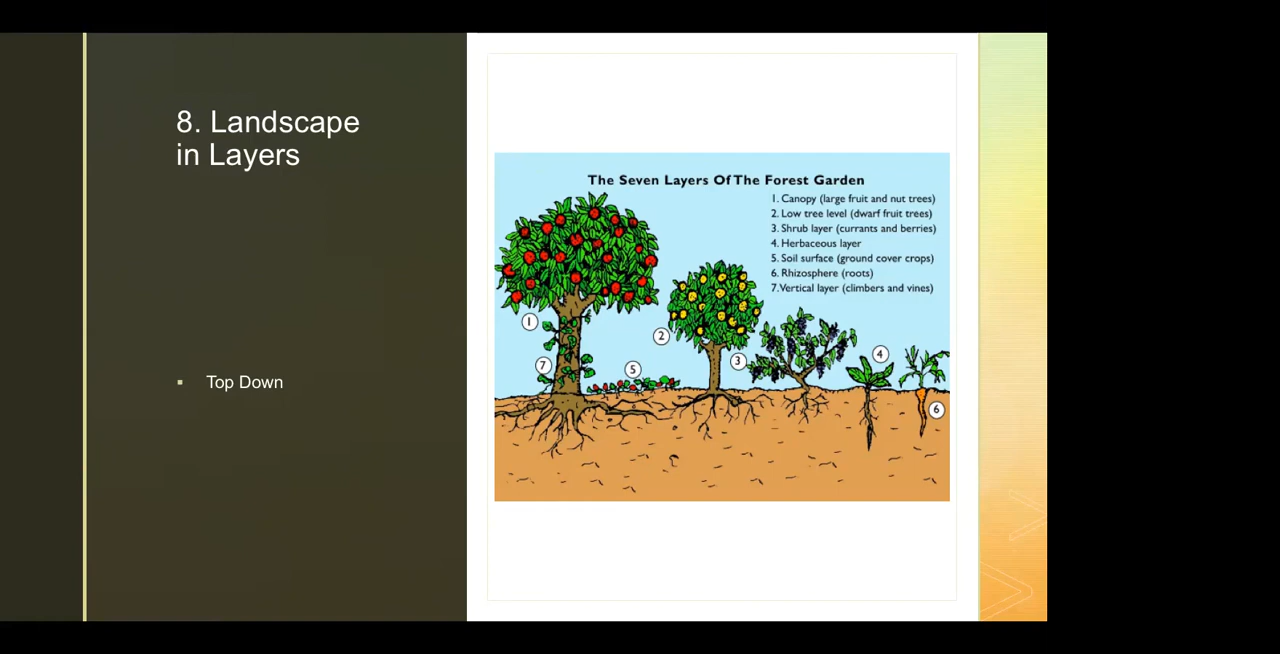 8. Landscape
in Layers
▪ Top Down
The Seven Layers Of The Forest Garden
1. Canopy (large fruit and nut trees)
2. Low tree level (dwarf fruit trees)
3. Shrub layer (currants and berries)
4. Herbaceous layer
5. Soil surface (ground cover crops)
6. Rhizosphere (roots)
7. Vertical layer (climbers and vines)
1
2
7
5
3
4
6